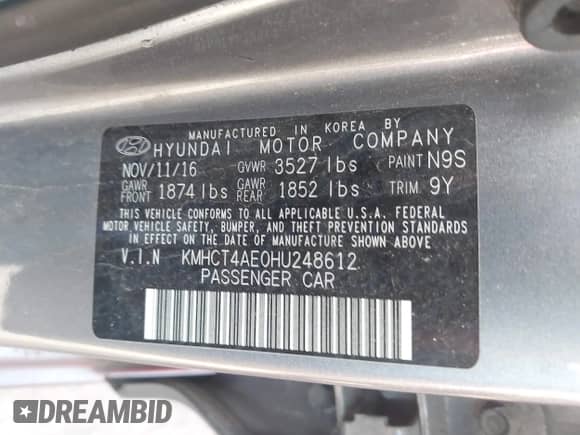 MANUFACTURED IN KOREA BY
HYUNDAI MOTOR COMPANY
NOV/11/16 GVWR 3527 lbs PAINT N9S
GAWR FRONT 1874 lbs GAWR REAR 1852 lbs TRIM 9Y
THIS VEHICLE CONFORMS TO ALL APPLICABLE U.S.A. FEDERAL
MOTOR VEHICLE SAFETY, BUMPER, AND THEFT PREVENTION STANDARDS
IN EFFECT ON THE DATE OF MANUFACTURE SHOWN ABOVE.
V.I.N KMHCT4AE0HU248612
PASSENGER CAR
DREAMBID